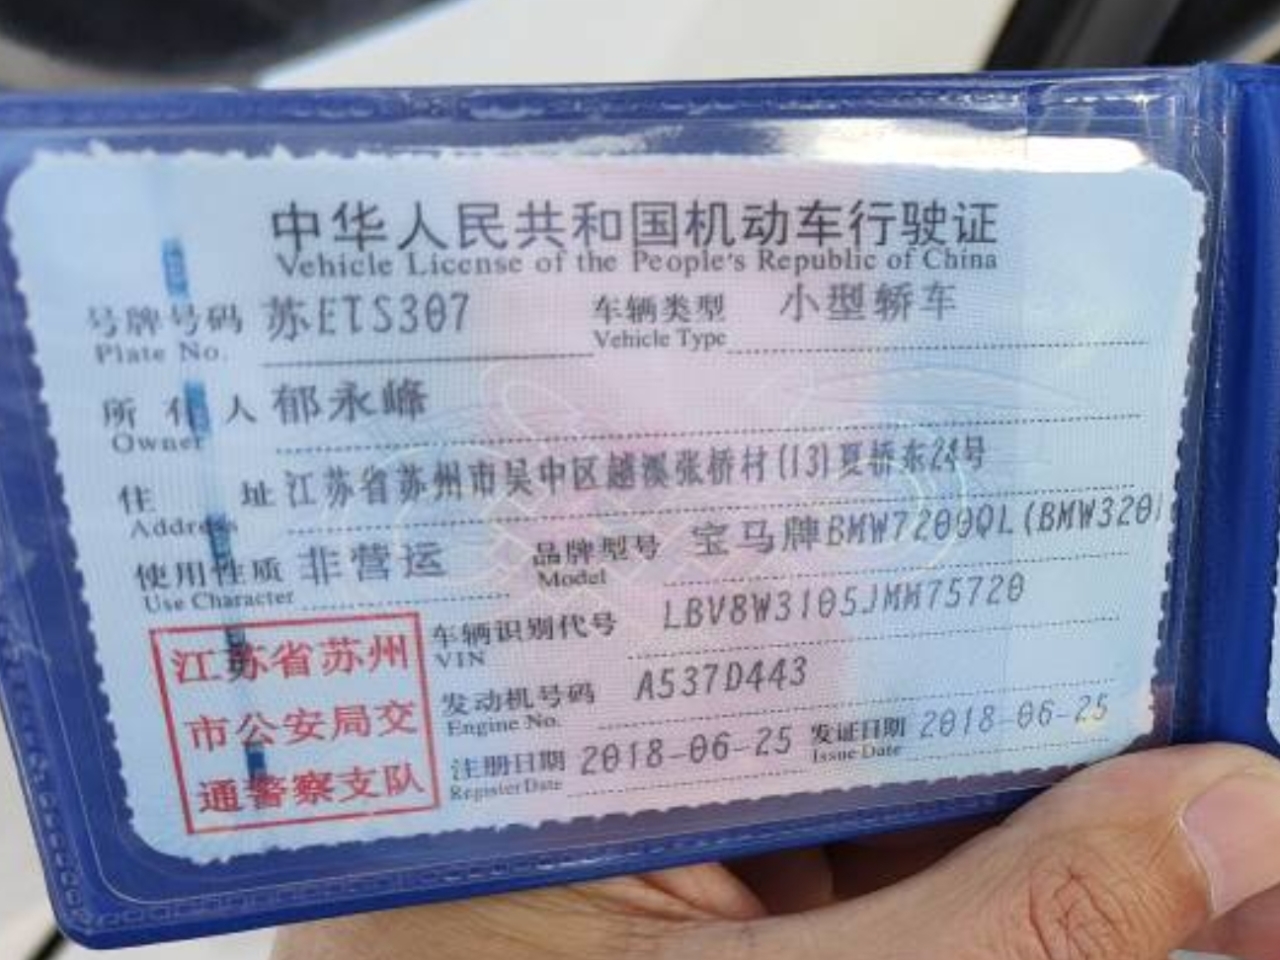 中华人民共和国机动车行驶证
Vehicle License of the People's Republic of China
号牌号码 苏ETS307 车辆类型 小型轿车
Plate No. Vehicle Type
所有人 郁永峰
Owner
住址 江苏省苏州市吴中区越溪张桥村(13)夏桥东24号
Address
使用性质 非营运 品牌型号 宝马牌BMW7200QL(BMW320
Use Character Model
车辆识别代号 LBV8W3105JMM75720
VIN
发动机号码 A537D443
Engine No.
注册日期 2018-06-25 发证日期 2018-06-25
Register Date Issue Date
江苏省苏州
市公安局交
通警察支队